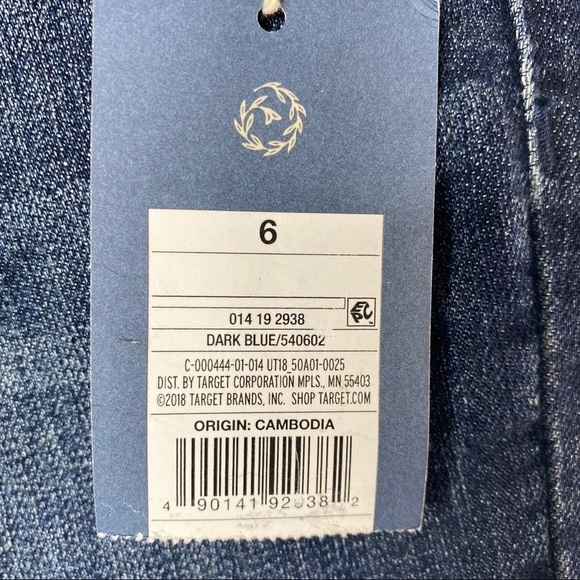 6
014 19 2938
EPC™
DARK BLUE/540602
C-000444-01-014 UT18_50A01-0025
DIST. BY TARGET CORPORATION MPLS., MN 55403
©2018 TARGET BRANDS, INC. SHOP TARGET.COM
ORIGIN: CAMBODIA
4 90141 92938 2